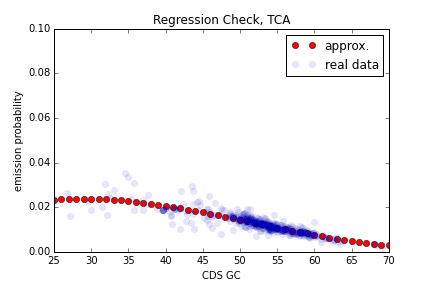 Regression Check, TCA
0.10
0.08
0.06
0.04
0.02
0.00
emission probability
approx.
real data
25 30 35 40 45 50 55 60 65 70
CDS GC